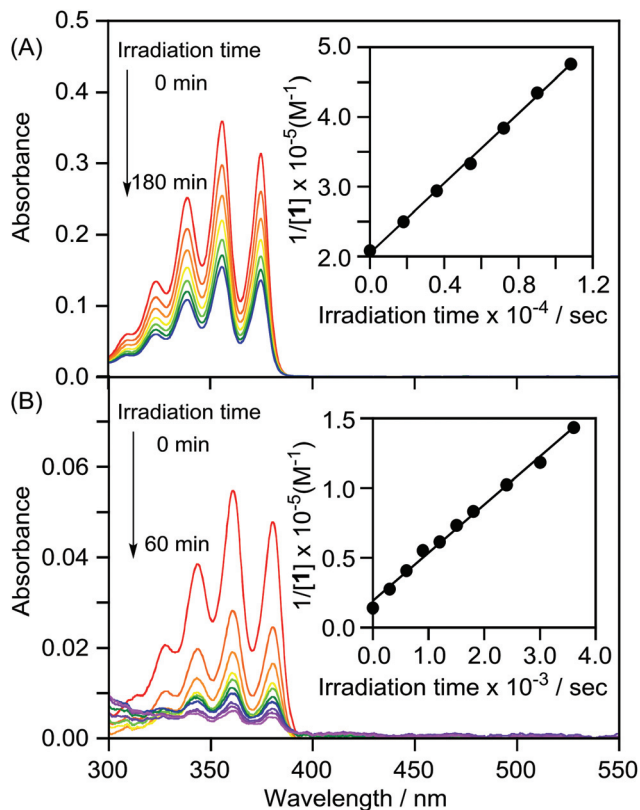 (A)
0.5
0.4
0.3
0.2
0.1
0.0
Absorbance
Irradiation time
0 min
180 min
5.0
4.0
3.0
2.0
1/[1] x 10-5(M-1)
0.0
0.4
0.8
1.2
Irradiation time x 10-4 / sec
(B)
0.06
0.04
0.02
0.00
Absorbance
Irradiation time
0 min
60 min
1.5
1.0
0.5
0.0
1/[1] x 10-5(M-1)
0.0
1.0
2.0
3.0
4.0
Irradiation time x 10-3 / sec
300
350
400
450
500
550
Wavelength / nm